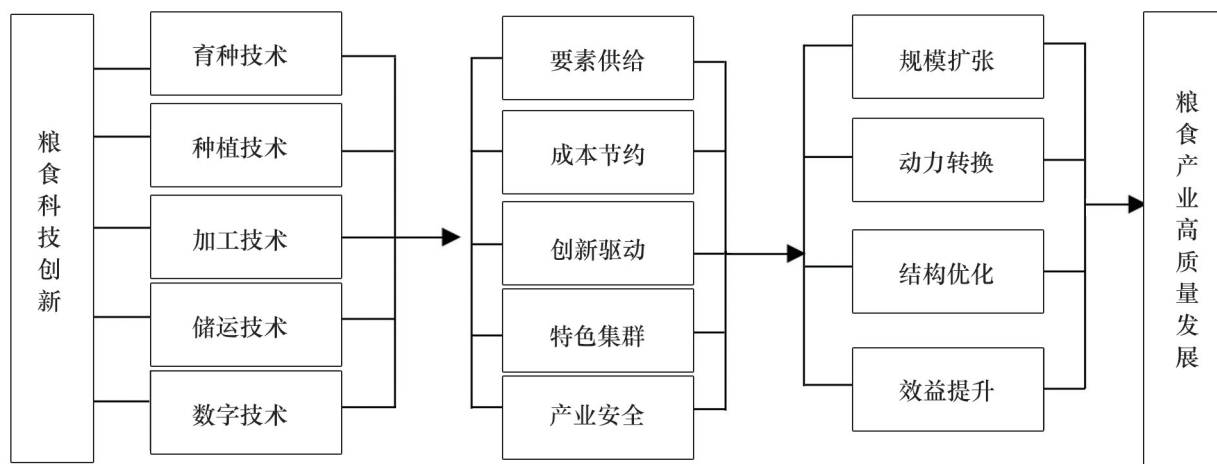 粮食科技创新
育种技术
种植技术
加工技术
储运技术
数字技术
要素供给
成本节约
创新驱动
特色集群
产业安全
规模扩张
动力转换
结构优化
效益提升
粮食产业高质量发展